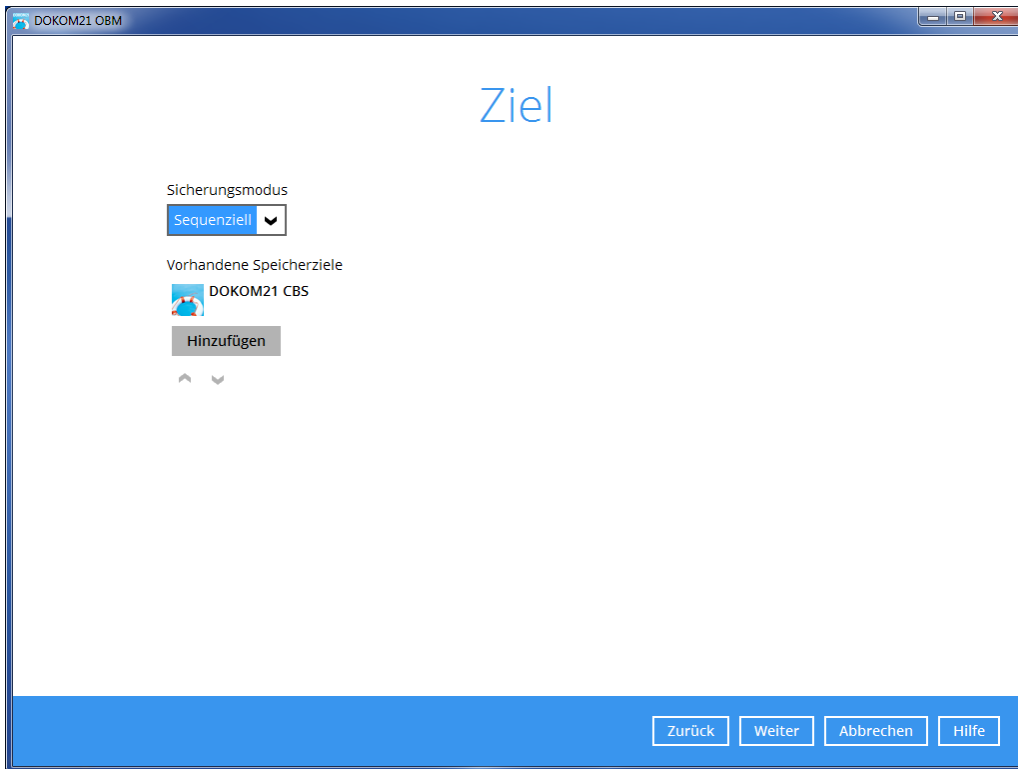 DOKOM21 OBM
Ziel
Sicherungsmodus
Sequenziell
Vorhandene Speicherziele
DOKOM21 CBS
Hinzufügen
Zurück Weiter Abbrechen Hilfe